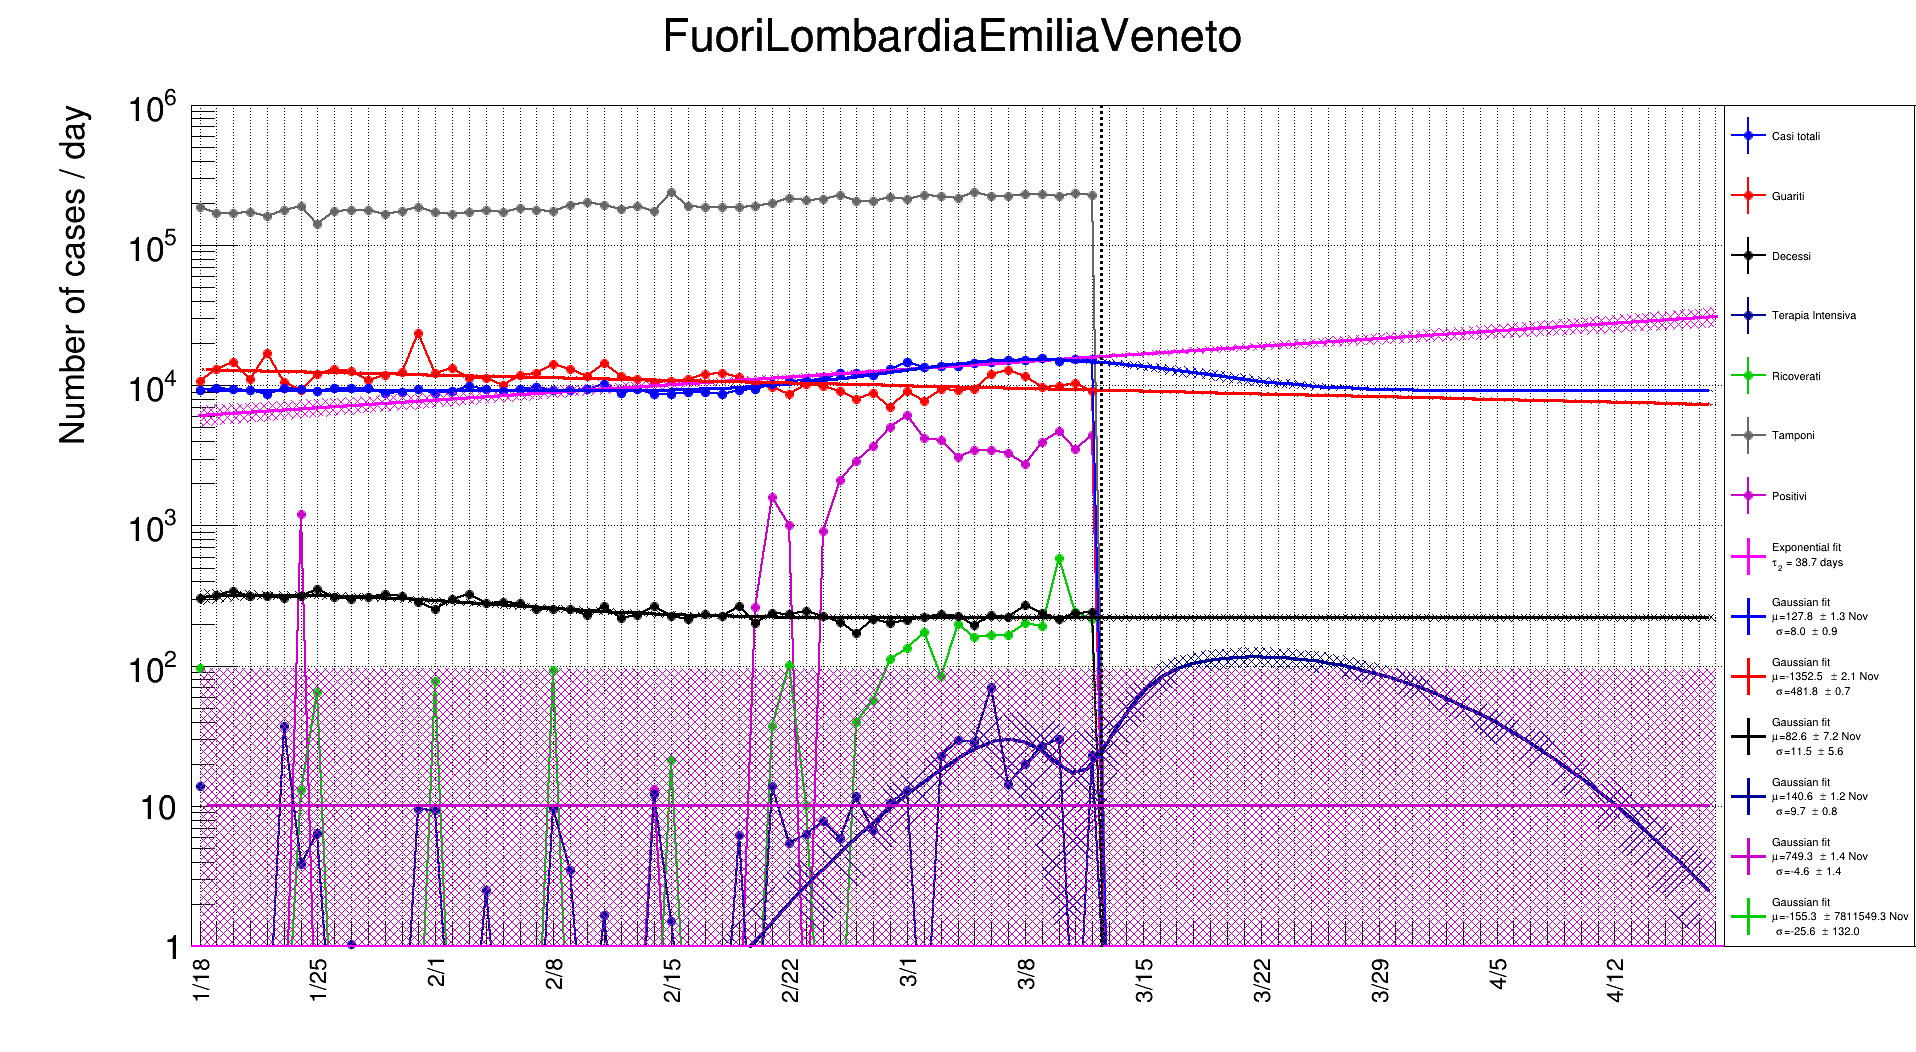 FuoriLombardiaEmiliaVeneto
Number of cases / day
10^6
10^5
10^4
10^3
10^2
10
1
1/18
1/25
2/1
2/8
2/15
2/22
3/1
3/8
3/15
3/22
3/29
4/5
4/12
Casi totali
Guariti
Decessi
Terapia Intensiva
Ricoverati
Tamponi
Positivi
Exponential fit
τ_2 = 38.7 days
Gaussian fit
μ=127.8 ± 1.3 Nov
σ=8.0 ± 0.9
Gaussian fit
μ=-1352.5 ± 2.1 Nov
σ=481.8 ± 0.7
Gaussian fit
μ=82.6 ± 7.2 Nov
σ=11.5 ± 5.6
Gaussian fit
μ=140.6 ± 1.2 Nov
σ=9.7 ± 0.8
Gaussian fit
μ=749.3 ± 1.4 Nov
σ=-4.6 ± 1.4
Gaussian fit
μ=-155.3 ± 7811549.3 Nov
σ=-25.6 ± 132.0